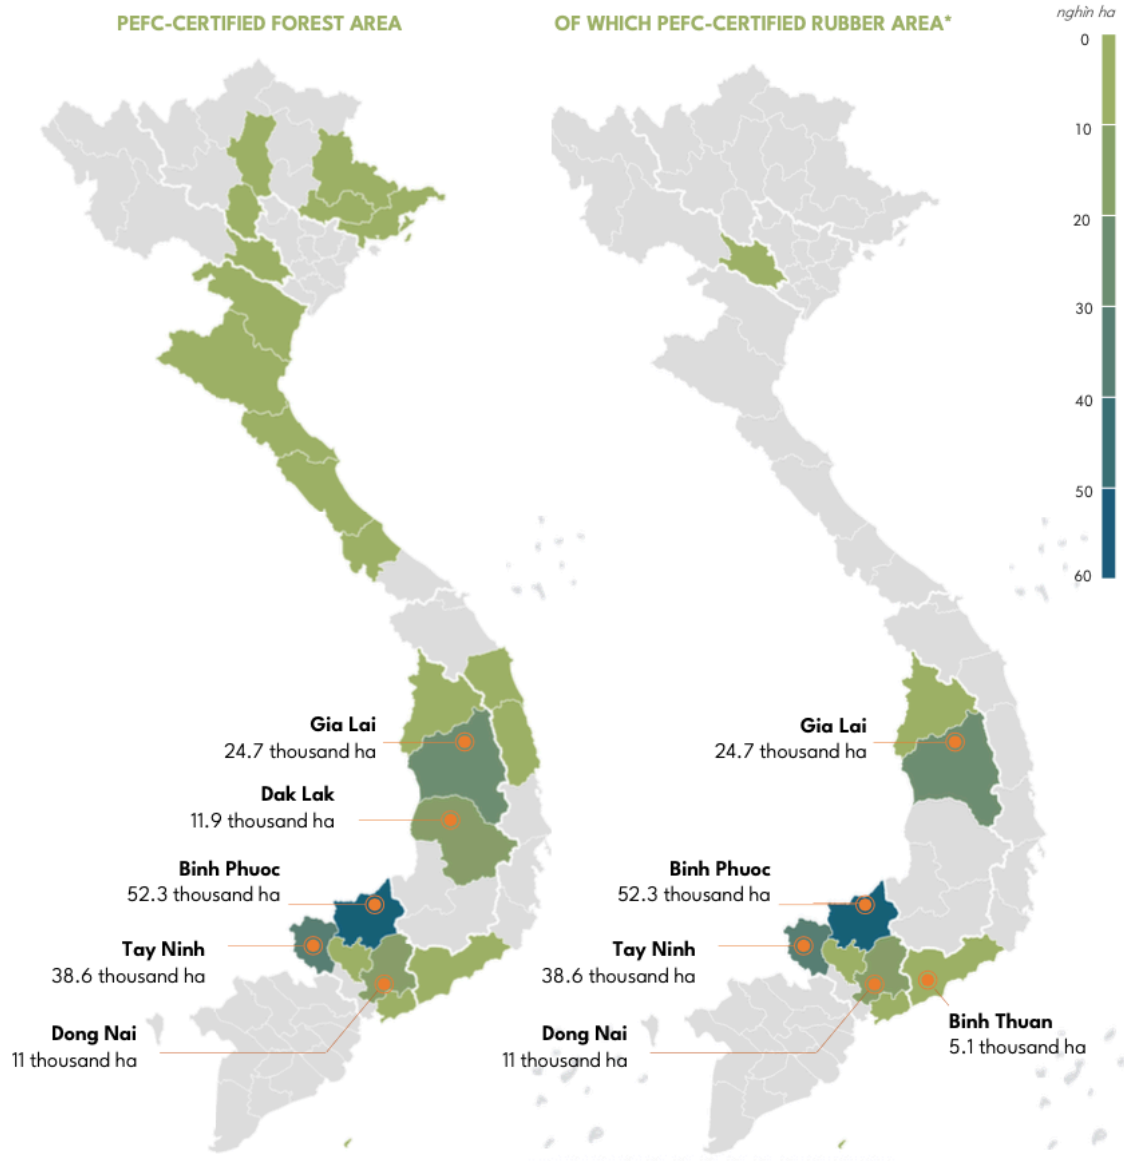 PEFC-CERTIFIED FOREST AREA
OF WHICH PEFC-CERTIFIED RUBBER AREA*
nghìn ha
0
10
20
30
40
50
60
Gia Lai
24.7 thousand ha
Dak Lak
11.9 thousand ha
Binh Phuoc
52.3 thousand ha
Tay Ninh
38.6 thousand ha
Dong Nai
11 thousand ha
Gia Lai
24.7 thousand ha
Binh Phuoc
52.3 thousand ha
Tay Ninh
38.6 thousand ha
Dong Nai
11 thousand ha
Binh Thuan
5.1 thousand ha